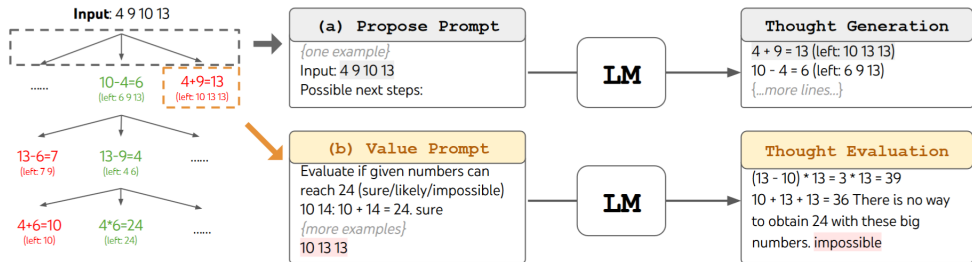 Input: 4 9 10 13
......
10-4=6
(left: 6 9 13)
4+9=13
(left: 10 13 13)
13-6=7
(left: 7 9)
13-9=4
(left: 4 6)
......
4+6=10
(left: 10)
4*6=24
(left: 24)
......
(a) Propose Prompt
{one example}
Input: 4 9 10 13
Possible next steps:
LM
Thought Generation
4 + 9 = 13 (left: 10 13 13)
10 - 4 = 6 (left: 6 9 13)
{...more lines...}
(b) Value Prompt
Evaluate if given numbers can
reach 24 (sure/likely/impossible)
10 14: 10 + 14 = 24. sure
{more examples}
10 13 13
LM
Thought Evaluation
(13 - 10) * 13 = 3 * 13 = 39
10 + 13 + 13 = 36 There is no way
to obtain 24 with these big
numbers. impossible